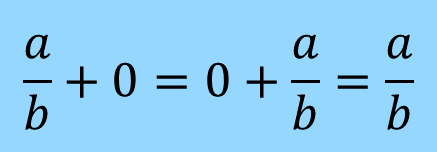 a/b + 0 = 0 + a/b = a/b